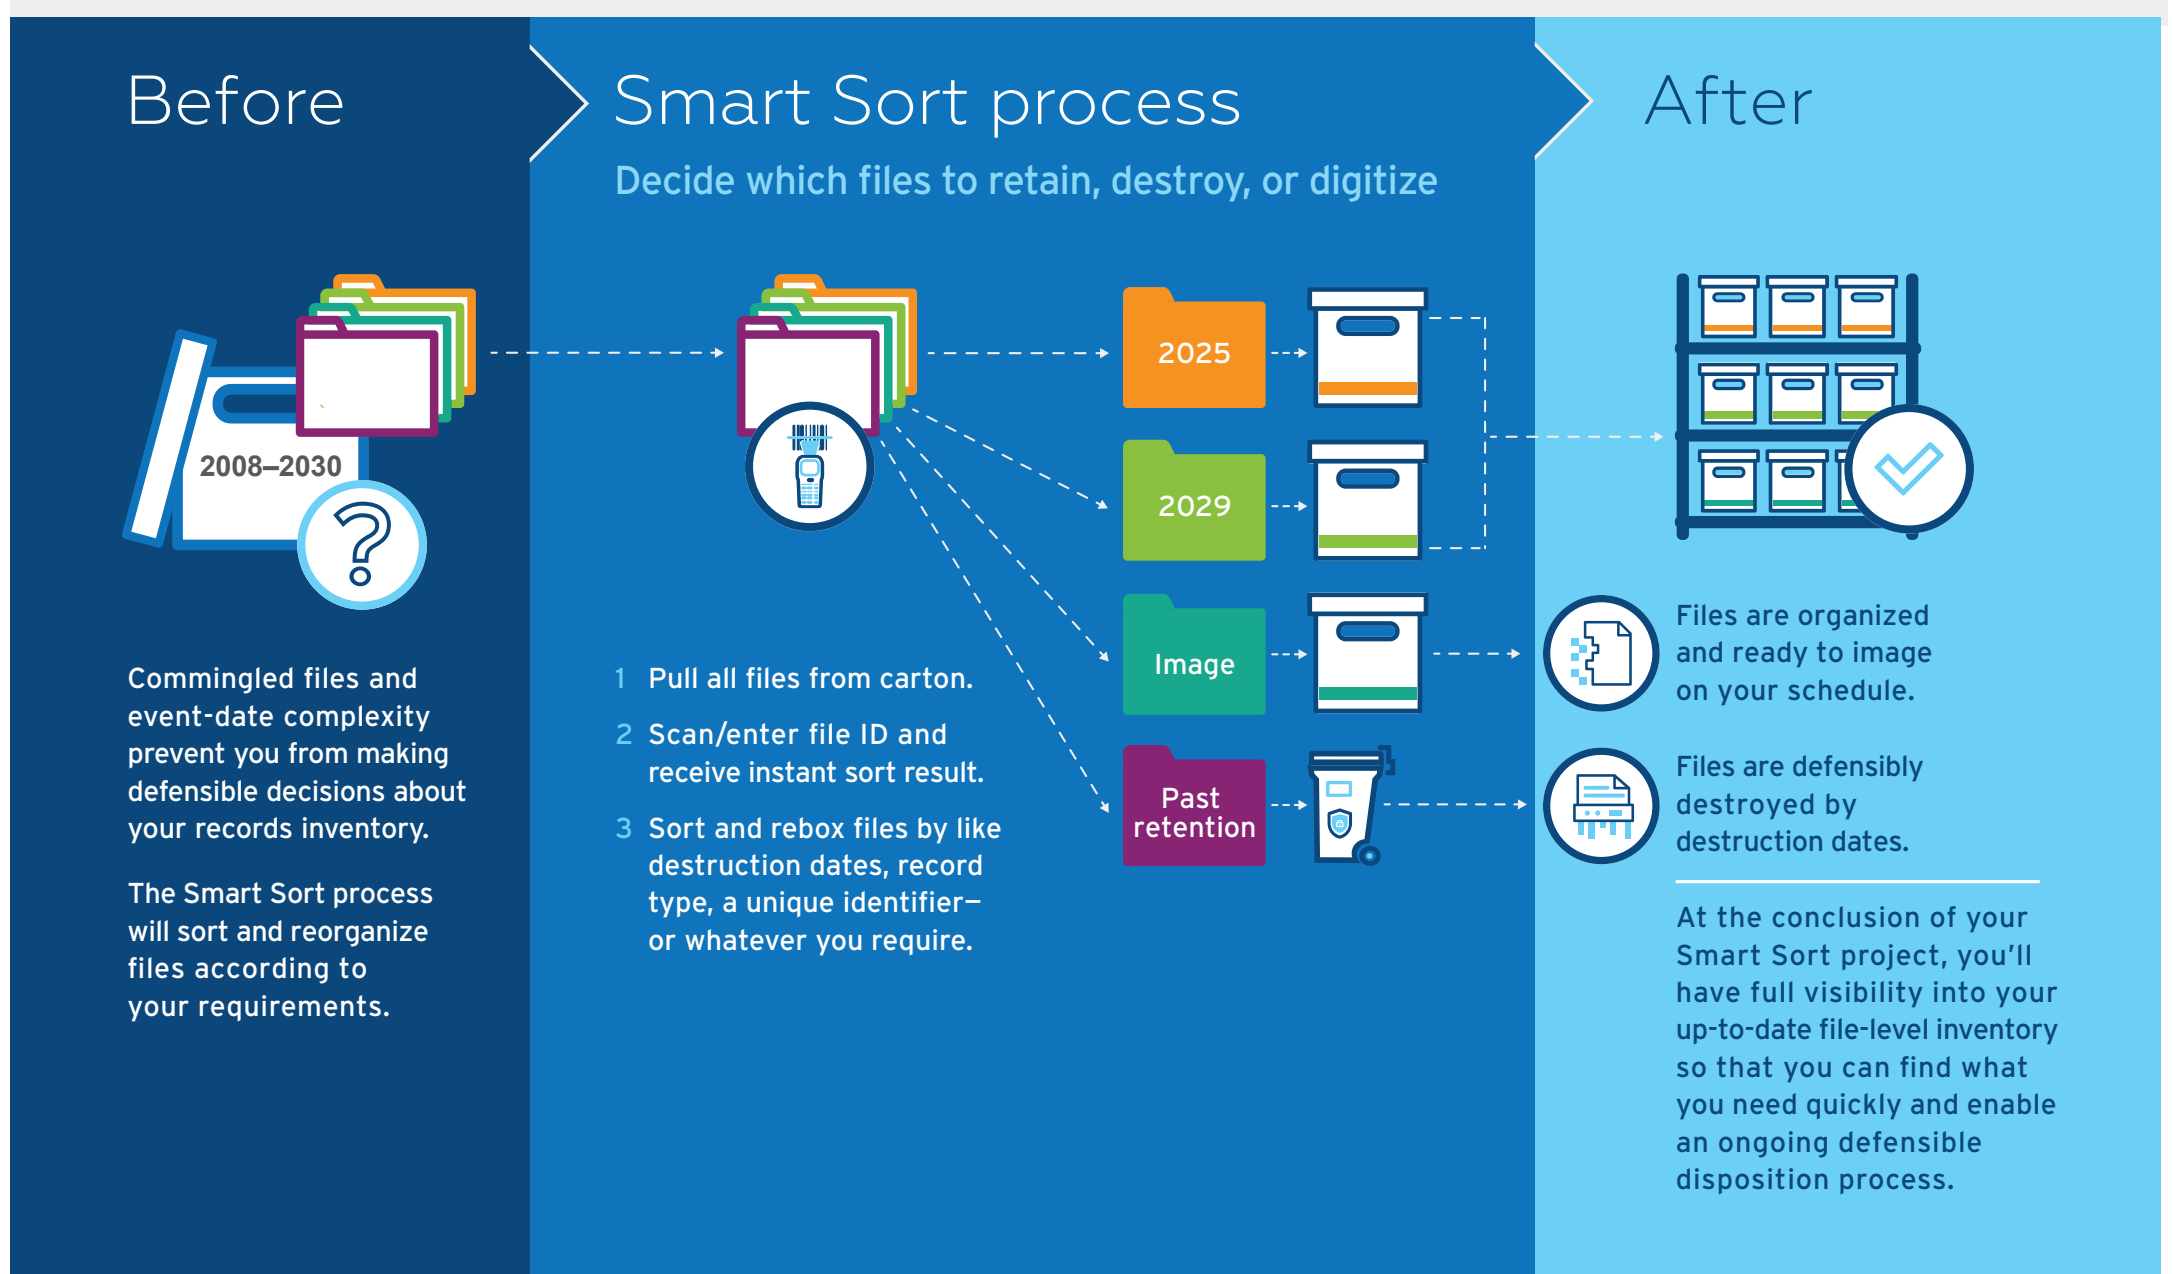 Before
2008–2030
Commingled files and
event-date complexity
prevent you from making
defensible decisions about
your records inventory.
The Smart Sort process
will sort and reorganize
files according to
your requirements.
Smart Sort process
Decide which files to retain, destroy, or digitize
2025
2029
Image
Past
retention
1 Pull all files from carton.
2 Scan/enter file ID and
receive instant sort result.
3 Sort and rebox files by like
destruction dates, record
type, a unique identifier—
or whatever you require.
After
Files are organized
and ready to image
on your schedule.
Files are defensibly
destroyed by
destruction dates.
At the conclusion of your
Smart Sort project, you'll
have full visibility into your
up-to-date file-level inventory
so that you can find what
you need quickly and enable
an ongoing defensible
disposition process.